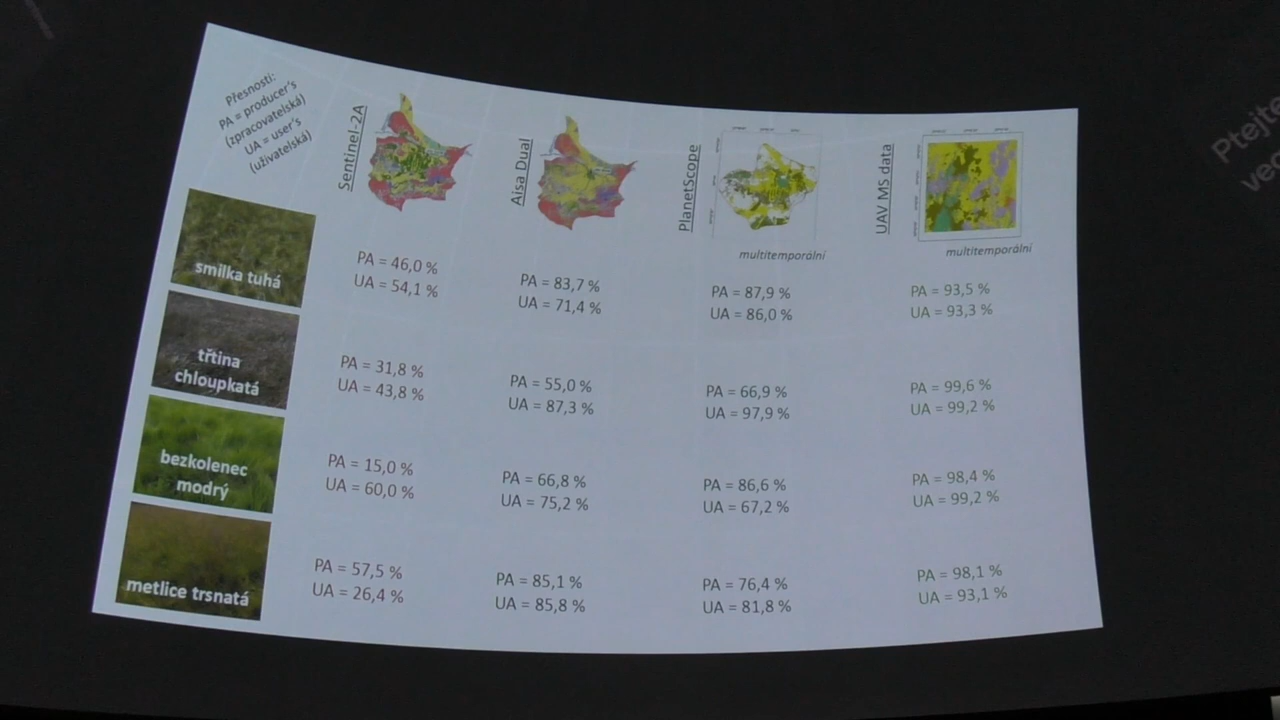 Přesnosti:
PA = producer's
(zpracovatelská)
UA = user's
(uživatelská)
Sentinel-2A
Aisa Dual
PlanetScope
UAV MS data
multitemporální
multitemporální
smilka tuhá
PA = 46,0 %
UA = 54,1 %
PA = 83,7 %
UA = 71,4 %
PA = 87,9 %
UA = 86,0 %
PA = 93,5 %
UA = 93,3 %
třtina
chloupkatá
PA = 31,8 %
UA = 43,8 %
PA = 55,0 %
UA = 87,3 %
PA = 66,9 %
UA = 97,9 %
PA = 99,6 %
UA = 99,2 %
bezkolenec
modrý
PA = 15,0 %
UA = 60,0 %
PA = 66,8 %
UA = 75,2 %
PA = 86,6 %
UA = 67,2 %
PA = 98,4 %
UA = 99,2 %
metlice trsnatá
PA = 57,5 %
UA = 26,4 %
PA = 85,1 %
UA = 85,8 %
PA = 76,4 %
UA = 81,8 %
PA = 98,1 %
UA = 93,1 %